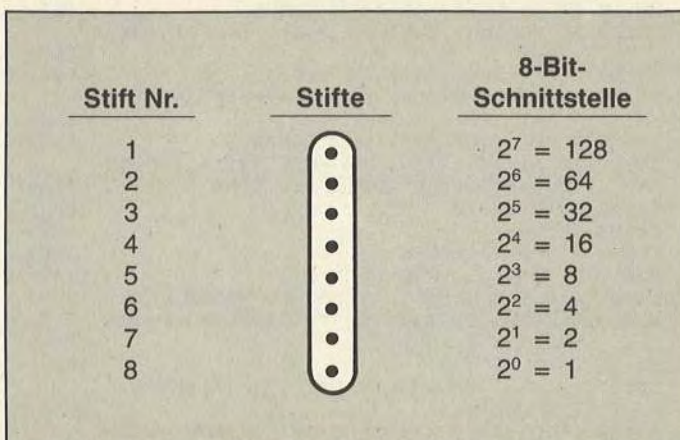 Stift Nr. Stifte 8-Bit-
Schnittstelle
1 2⁷ = 128
2 2⁶ = 64
3 2⁵ = 32
4 2⁴ = 16
5 2³ = 8
6 2² = 4
7 2¹ = 2
8 2⁰ = 1